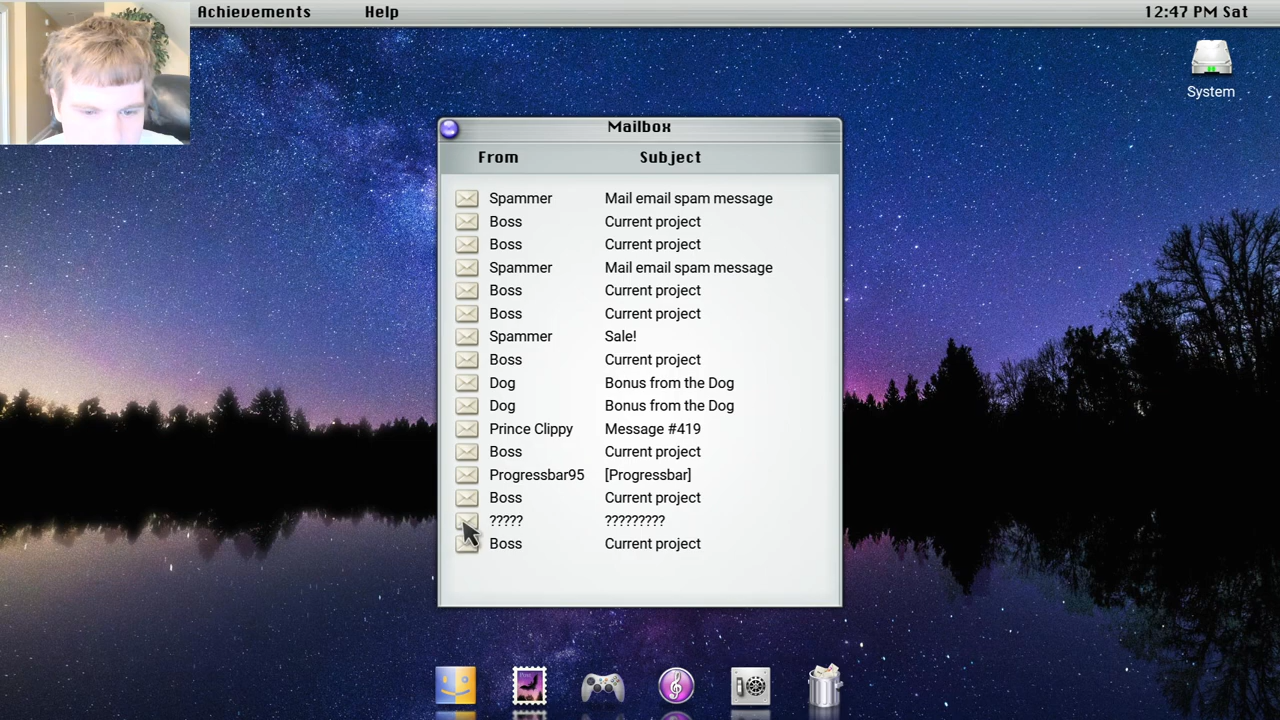 Achievements Help 12:47 PM Sat
System
Mailbox
From Subject
Spammer Mail email spam message
Boss Current project
Boss Current project
Spammer Mail email spam message
Boss Current project
Boss Current project
Spammer Sale!
Boss Current project
Dog Bonus from the Dog
Dog Bonus from the Dog
Prince Clippy Message #419
Boss Current project
Progressbar95 [Progressbar]
Boss Current project
????? ?????????
Boss Current project